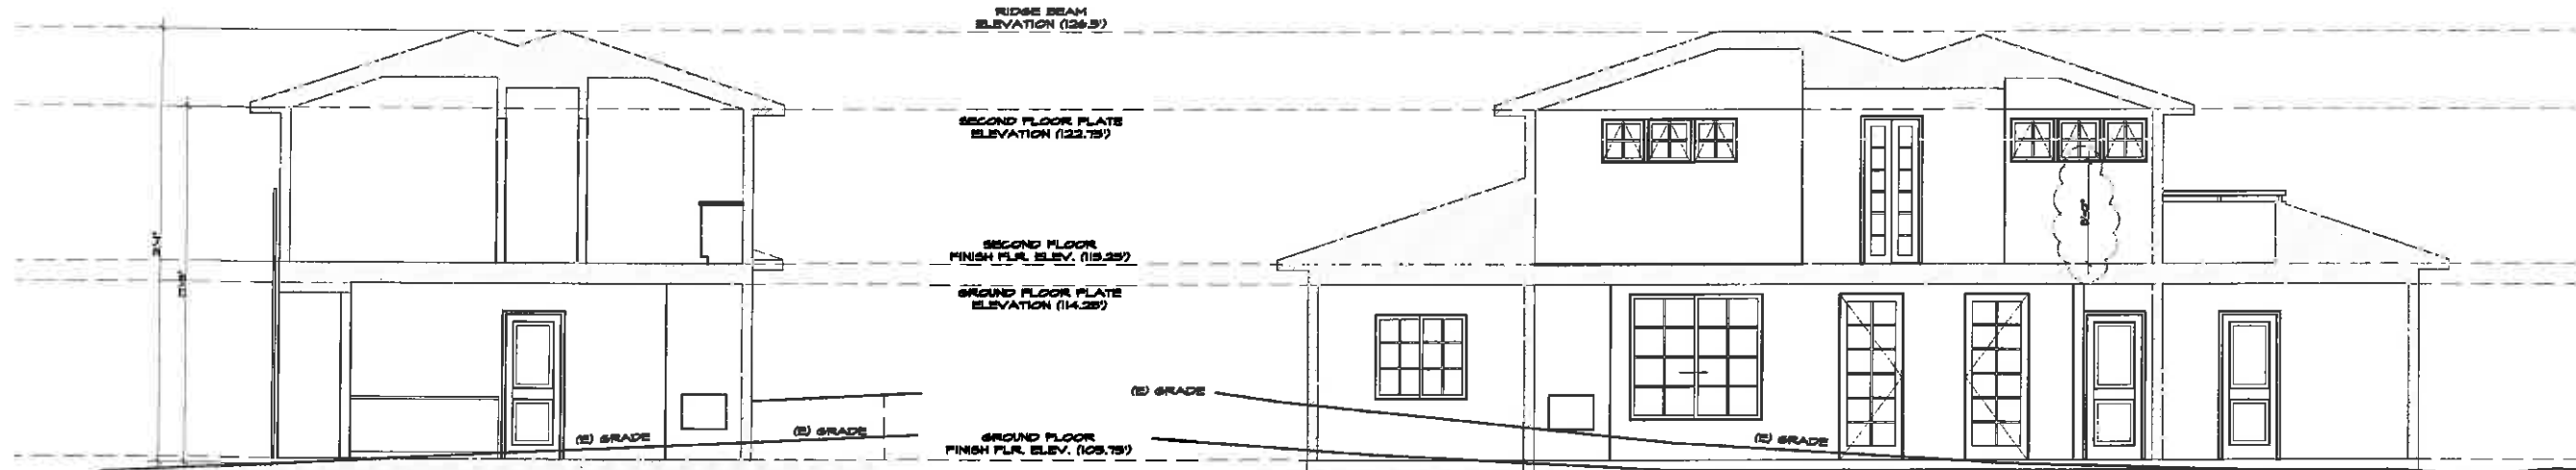 RIDGE BEAM
ELEVATION (126.5')
SECOND FLOOR PLATE
ELEVATION (122.75')
SECOND FLOOR
FINISH FLR. ELEV. (115.25')
GROUND FLOOR PLATE
ELEVATION (114.25')
(E) GRADE
(E) GRADE
(E) GRADE
(E) GRADE
GROUND FLOOR
FINISH FLR. ELEV. (105.75')